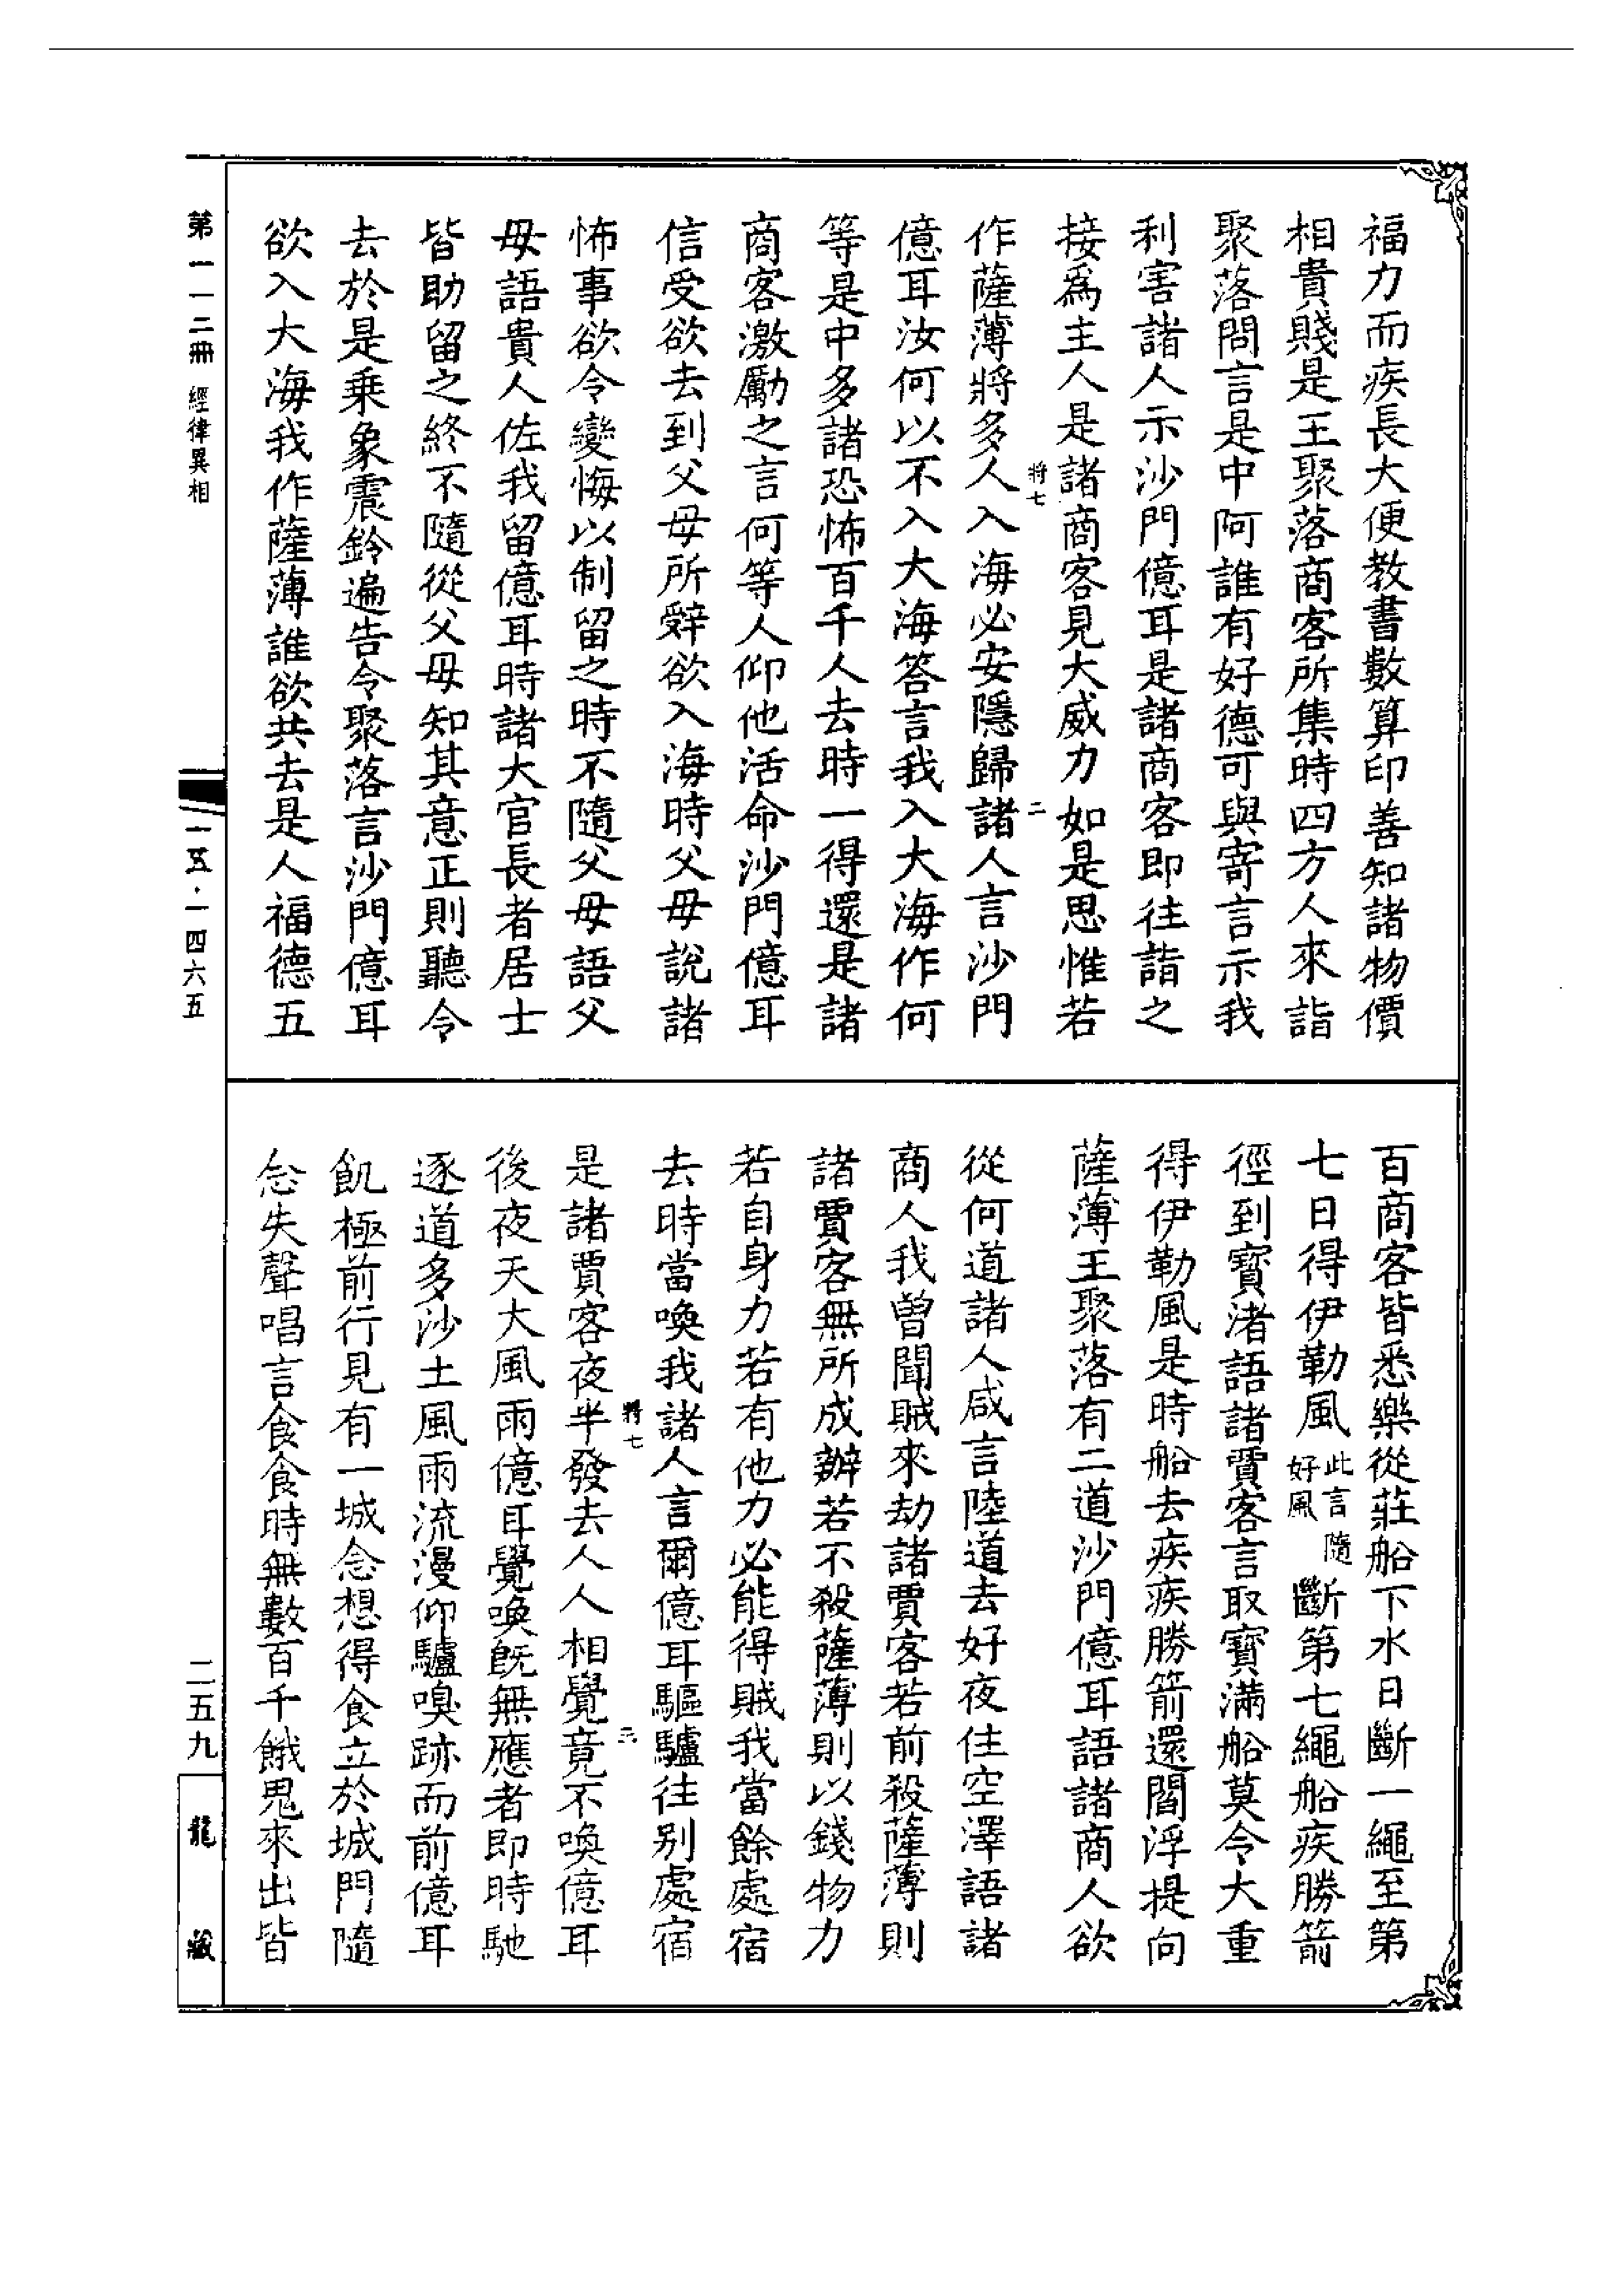 福力而疾長大便教書數算印善知諸物價
相貴賤是王聚落商客所集時四方人來詣
聚落問言是中阿誰有好德可與寄言示我
利害諸人示沙門億耳是諸商客即往詣之
接爲主人是諸商客見大威力如是思惟若
將七 二
作薩薄將多人入海必安隱歸諸人言沙門
億耳汝何以不入大海答言我入大海作何
等是中多諸恐怖百千人去時一得還是諸
商客激勵之言何等人仰他活命沙門億耳
信受欲去到父母所辤欲入海時父母說諸
怖事欲令變悔以制留之時不隨父母語父
母語貴人佐我留億耳時諸大官長者居士
皆助留之終不隨從父母知其意正則聽令
去於是乗象震鈴遍告令聚落言沙門億耳
欲入大海我作薩薄誰欲共去是人福德五
百商客皆悉樂從莊船下水日斷一繩至第
七日得伊勒風此言隨好風斷第七繩船疾勝箭
徑到寶渚語諸賈客言取寶滿船莫令大重
得伊勒風是時船去疾疾勝箭還閻浮提向
薩薄王聚落有二道沙門億耳語諸商人欲
從何道諸人咸言陸道去好夜住空澤語諸
商人我曾聞賊來劫諸賈客若前殺薩薄則
諸賈客無所成辦若不殺薩薄則以錢物力
若自身力若有他力必能得賊我當餘處宿
去時當喚我諸人言爾億耳驅驢往别處宿
將七 三
是諸賈客夜半發去人人相覺竟不喚億耳
後夜天大風雨億耳覺喚既無應者即時馳
逐道多沙土風雨流漫仰驢嗅跡而前億耳
飢極前行見有一城念想得食立於城門隨
念失聲唱言食食時無數百千餓鬼來出皆
第一一二冊 經律異相
一五·一四六五
二五九
龍藏